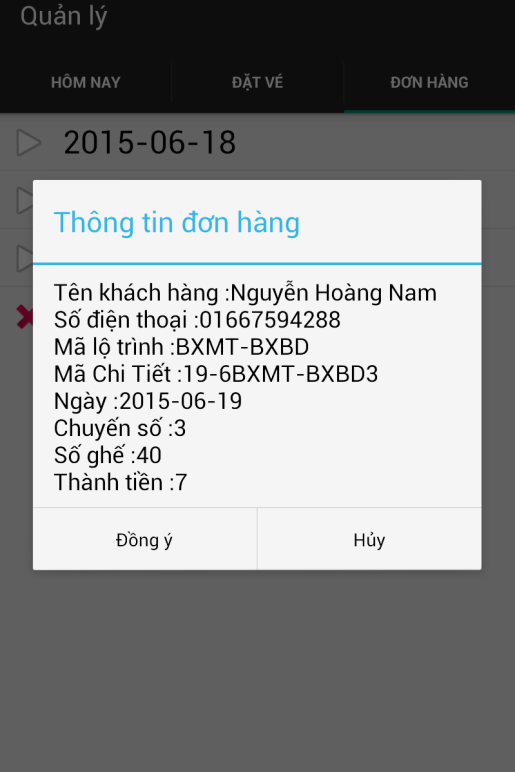 Quản lý
HÔM NAY ĐẶT VÉ ĐƠN HÀNG
2015-06-18
Thông tin đơn hàng
Tên khách hàng :Nguyễn Hoàng Nam
Số điện thoại :01667594288
Mã lộ trình :BXMT-BXBD
Mã Chi Tiết :19-6BXMT-BXBD3
Ngày :2015-06-19
Chuyến số :3
Số ghế :40
Thành tiền :7
Đồng ý Hủy